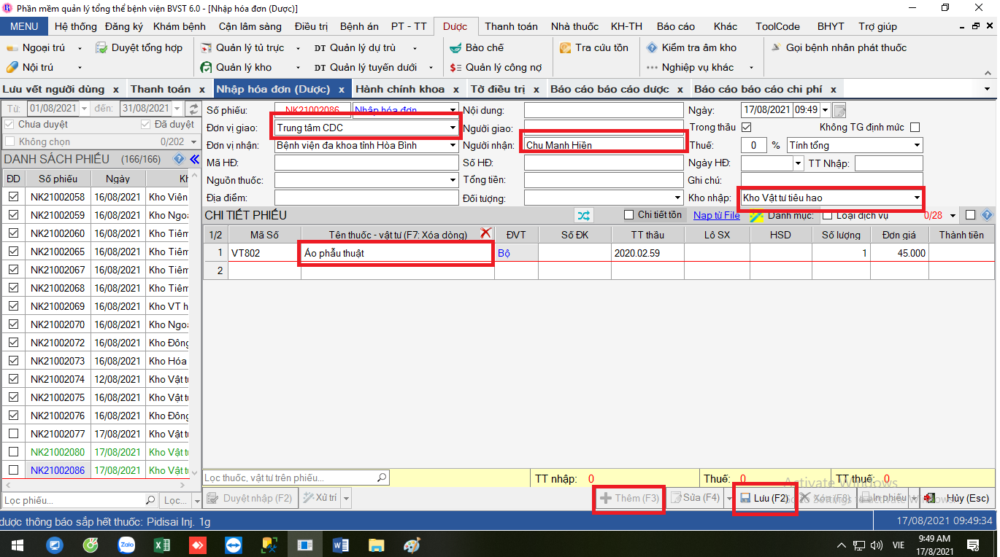 Phần mềm quản lý tổng thể bệnh viện BVST 6.0 - [Nhập hóa đơn (Dược)]
MENU Hệ thống Đăng ký Khám bệnh Cận lâm sàng Điều trị Bệnh án PT - TT Dược Thanh toán Nhà thuốc KH-TH Báo cáo Khác ToolCode BHYT Trợ giúp
Ngoại trú Duyệt tổng hợp Quản lý tủ trực DT Quản lý dự trù Bào chế Tra cứu tồn Kiểm tra âm kho Gọi bệnh nhân phát thuốc
Nội trú Quản lý kho DT Quản lý tuyến dưới $= Quản lý công nợ Nghiệp vụ khác
Lưu vết người dùng x Thanh toán x Nhập hóa đơn (Dược) x Hành chính khoa x Tờ điều trị x Báo cáo báo cáo dược x Báo cáo báo cáo chi phí x
Từ: 01/08/2021 đến: 31/08/2021
Chưa duyệt Đã duyệt
Không chọn 0/202
DANH SÁCH PHIẾU (166/166)
ĐD Số phiếu Ngày Kh
NK21002058 16/08/2021 Kho Viên
NK21002059 16/08/2021 Kho Ngoạ
NK21002060 16/08/2021 Kho Tiêm
NK21002065 16/08/2021 Kho Tiêm
NK21002067 16/08/2021 Kho Tiêm
NK21002068 16/08/2021 Kho Tiêm
NK21002069 16/08/2021 Kho VT h
NK21002070 16/08/2021 Kho Ngoạ
NK21002072 16/08/2021 Kho Đông
NK21002073 16/08/2021 Kho Hóa
NK21002074 12/08/2021 Kho Vật tư
NK21002075 16/08/2021 Kho Vật tư
NK21002076 16/08/2021 Kho Đông
NK21002077 17/08/2021 Kho Vật tư
NK21002080 17/08/2021 Kho Vật tư
NK21002086 17/08/2021 Kho Vật tư
Lọc phiếu... Lọc...
Số phiếu: NK21002086 Nhập hóa đơn Nội dung: Ngày: 17/08/2021 09:49
Đơn vị giao: Trung tâm CDC Người giao: Trong thầu Không TG định mức
Đơn vị nhận: Bệnh viện đa khoa tỉnh Hòa Bình Người nhận: Chu Mạnh Hiên Thuế: 0 % Tính tổng
Mã HĐ: Số HĐ: Ngày HĐ: TT Nhập:
Nguồn thuốc: Tổng tiền: Ghi chú:
Địa điểm: Đối tượng: Kho nhập: Kho Vật tư tiêu hao
CHI TIẾT PHIẾU Chi tiết tồn Nạp từ File Danh mục: Loại dịch vụ 0/28
1/2 Mã Số Tên thuốc - vật tư (F7: Xóa dòng) ĐVT Số ĐK TT thầu Lô SX HSD Số lượng Đơn giá Thành tiền
1 VT802 Áo phẫu thuật Bộ 2020.02.59 1 45.000
2
Lọc thuốc, vật tư trên phiếu... TT nhập: 0 Thuế: 0 TT thuế: 0
Duyệt nhập (F2) Xử trí Thêm (F3) Sửa (F4) Lưu (F2) Xóa (F8) In phiếu Hủy (Esc)
Activate Windows
Go to Settings to activate Windows.
dược thông báo sắp hết thuốc: Pidisai Inj. 1g 17/08/2021 09:49:34
Zalo VIE 9:49 AM
17/8/2021